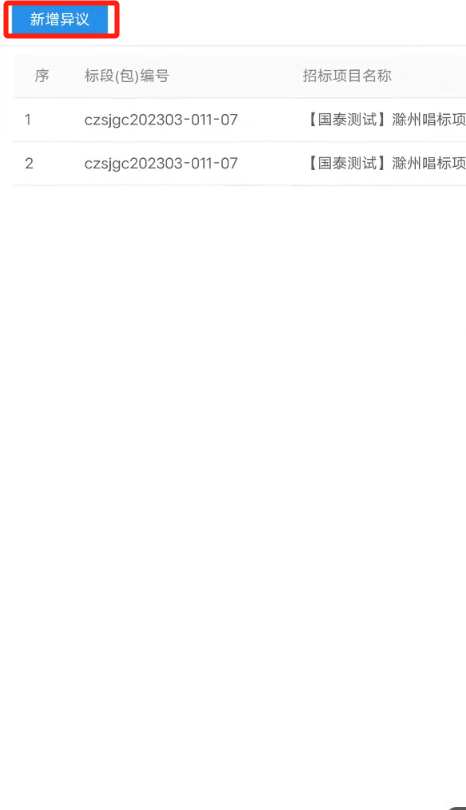 新增异议
序 标段(包)编号 招标项目名称
1 czsjgc202303-011-07 【国泰测试】滁州唱标项
2 czsjgc202303-011-07 【国泰测试】滁州唱标项